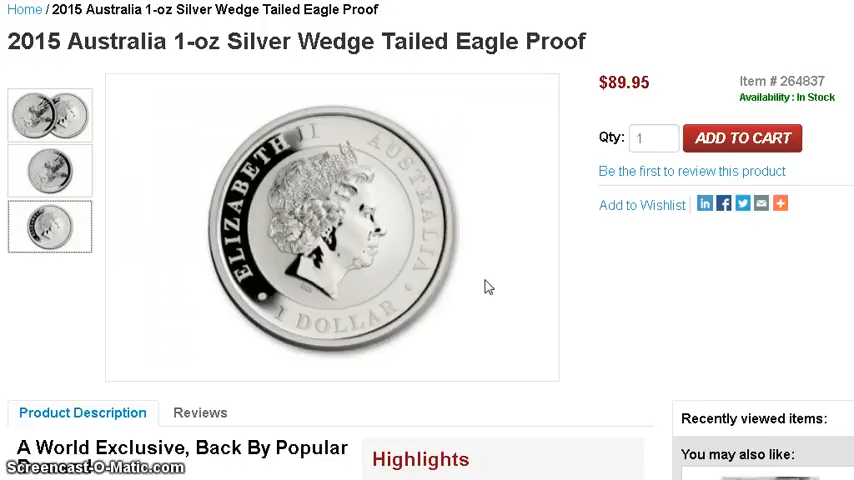 Home / 2015 Australia 1-oz Silver Wedge Tailed Eagle Proof
2015 Australia 1-oz Silver Wedge Tailed Eagle Proof
$89.95
Item # 264837
Availability : In Stock
Qty: 1 ADD TO CART
Be the first to review this product
Add to Wishlist
ELIZABETH II AUSTRALIA
1 DOLLAR
Product Description
Reviews
A World Exclusive, Back By Popular
Highlights
Recently viewed items:
You may also like:
Screencast-O-Matic.com